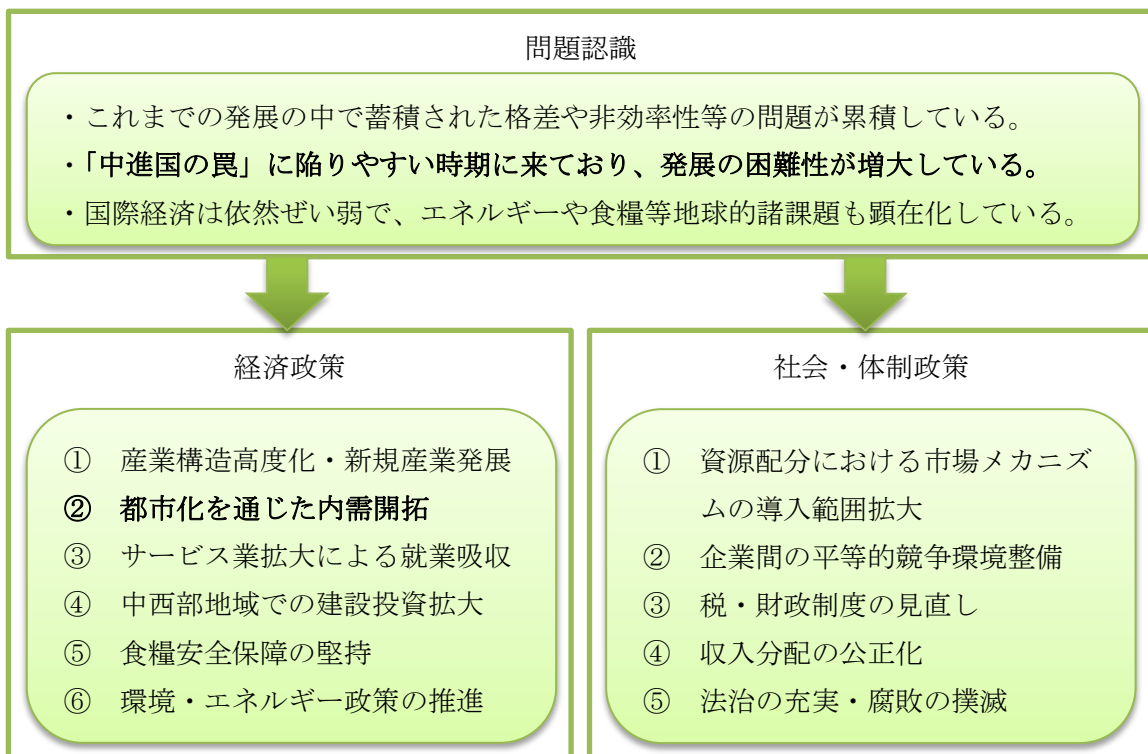 問題認識
・これまでの発展の中で蓄積された格差や非効率性等の問題が累積している。
・「中進国の罠」に陥りやすい時期に来ており、発展の困難性が増大している。
・国際経済は依然ぜい弱で、エネルギーや食糧等地球的諸課題も顕在化している。
経済政策
① 産業構造高度化・新規産業発展
② 都市化を通じた内需開拓
③ サービス業拡大による就業吸収
④ 中西部地域での建設投資拡大
⑤ 食糧安全保障の堅持
⑥ 環境・エネルギー政策の推進
社会・体制政策
① 資源配分における市場メカニズ
ムの導入範囲拡大
② 企業間の平等的競争環境整備
③ 税・財政制度の見直し
④ 収入分配の公正化
⑤ 法治の充実・腐敗の撲滅